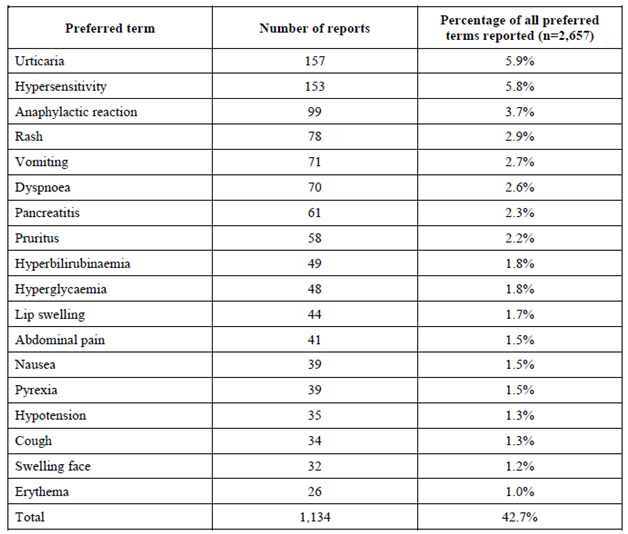 Preferred term Number of reports Percentage of all preferred
terms reported (n=2,657)
Urticaria 157 5.9%
Hypersensitivity 153 5.8%
Anaphylactic reaction 99 3.7%
Rash 78 2.9%
Vomiting 71 2.7%
Dyspnoea 70 2.6%
Pancreatitis 61 2.3%
Pruritus 58 2.2%
Hyperbilirubinaemia 49 1.8%
Hyperglycaemia 48 1.8%
Lip swelling 44 1.7%
Abdominal pain 41 1.5%
Nausea 39 1.5%
Pyrexia 39 1.5%
Hypotension 35 1.3%
Cough 34 1.3%
Swelling face 32 1.2%
Erythema 26 1.0%
Total 1,134 42.7%